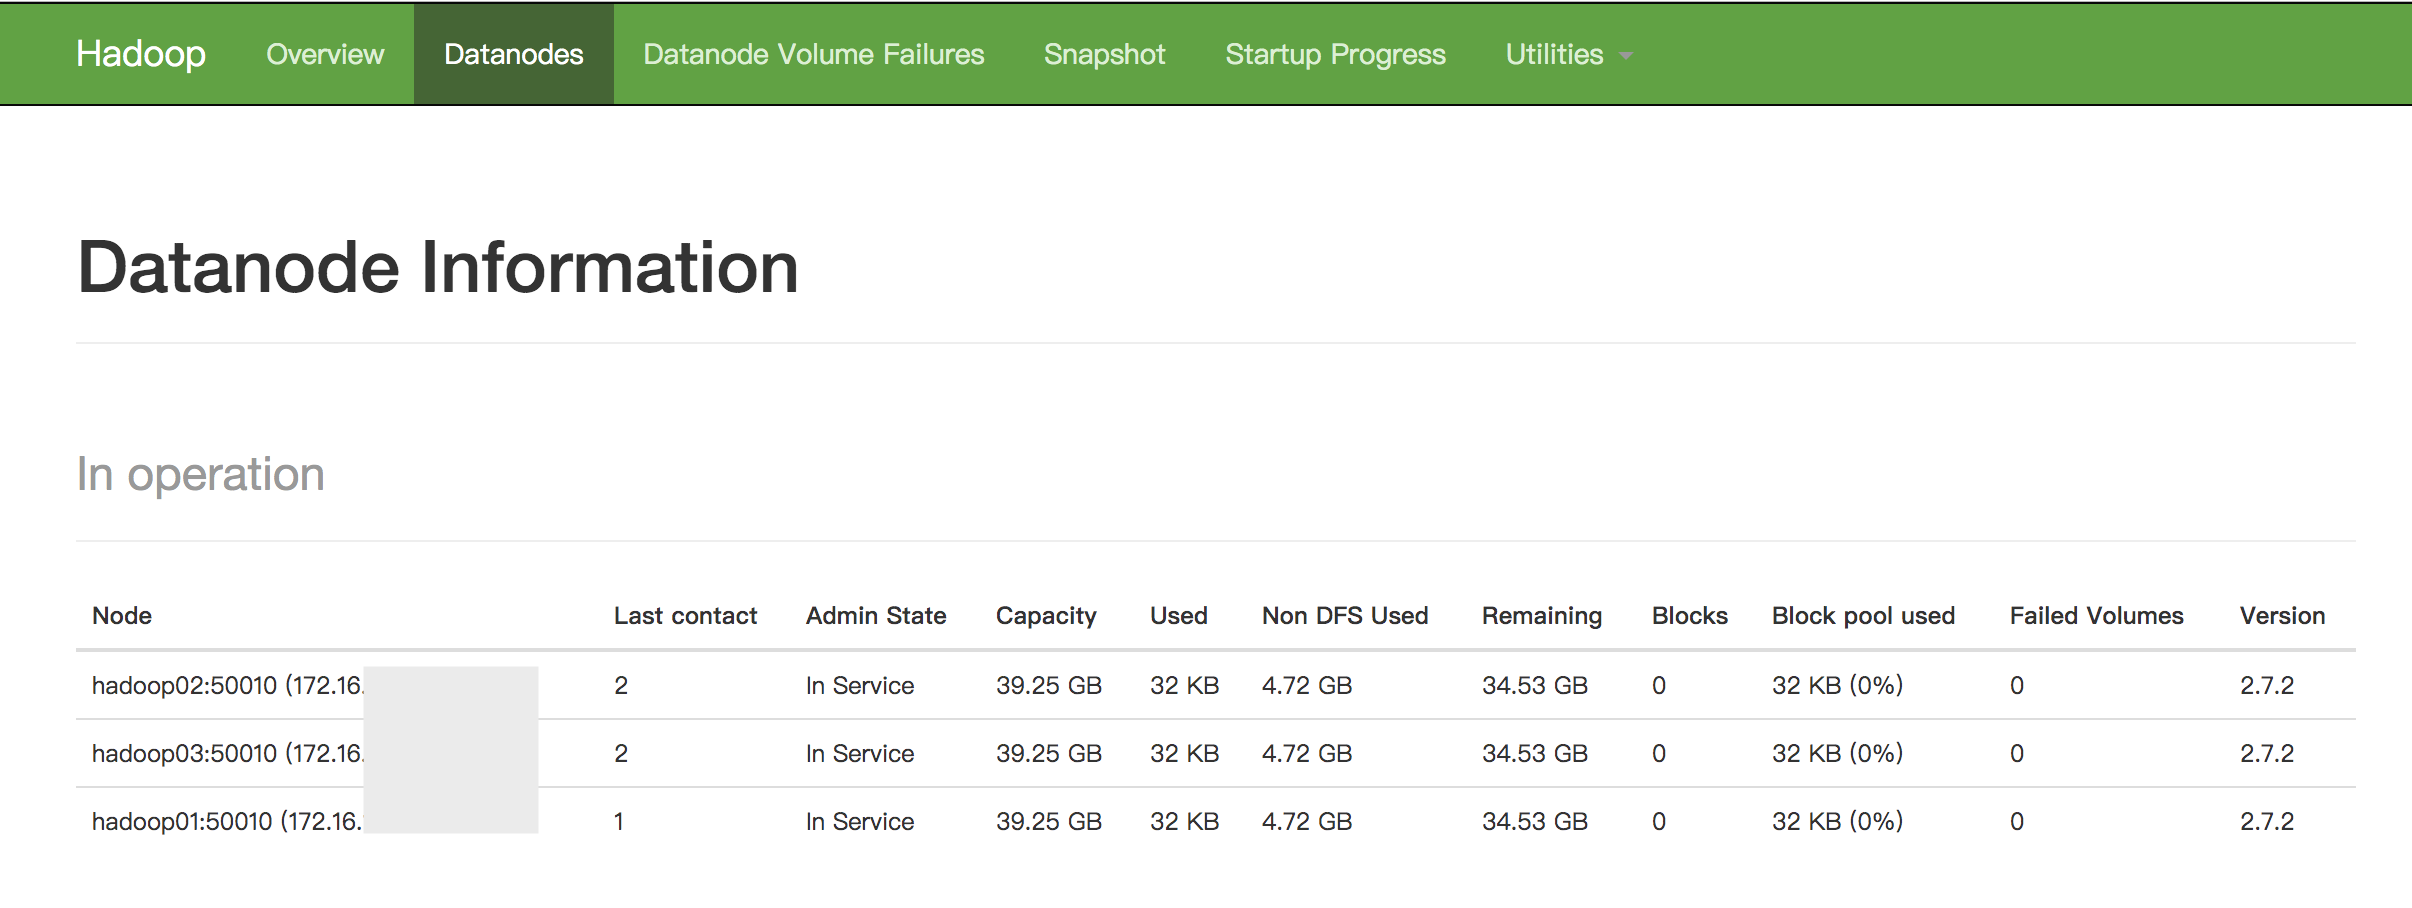 Hadoop Overview Datanodes Datanode Volume Failures Snapshot Startup Progress Utilities
Datanode Information
In operation
Node Last contact Admin State Capacity Used Non DFS Used Remaining Blocks Block pool used Failed Volumes Version
hadoop02:50010 (172.16. 2 In Service 39.25 GB 32 KB 4.72 GB 34.53 GB 0 32 KB (0%) 0 2.7.2
hadoop03:50010 (172.16. 2 In Service 39.25 GB 32 KB 4.72 GB 34.53 GB 0 32 KB (0%) 0 2.7.2
hadoop01:50010 (172.16. 1 In Service 39.25 GB 32 KB 4.72 GB 34.53 GB 0 32 KB (0%) 0 2.7.2